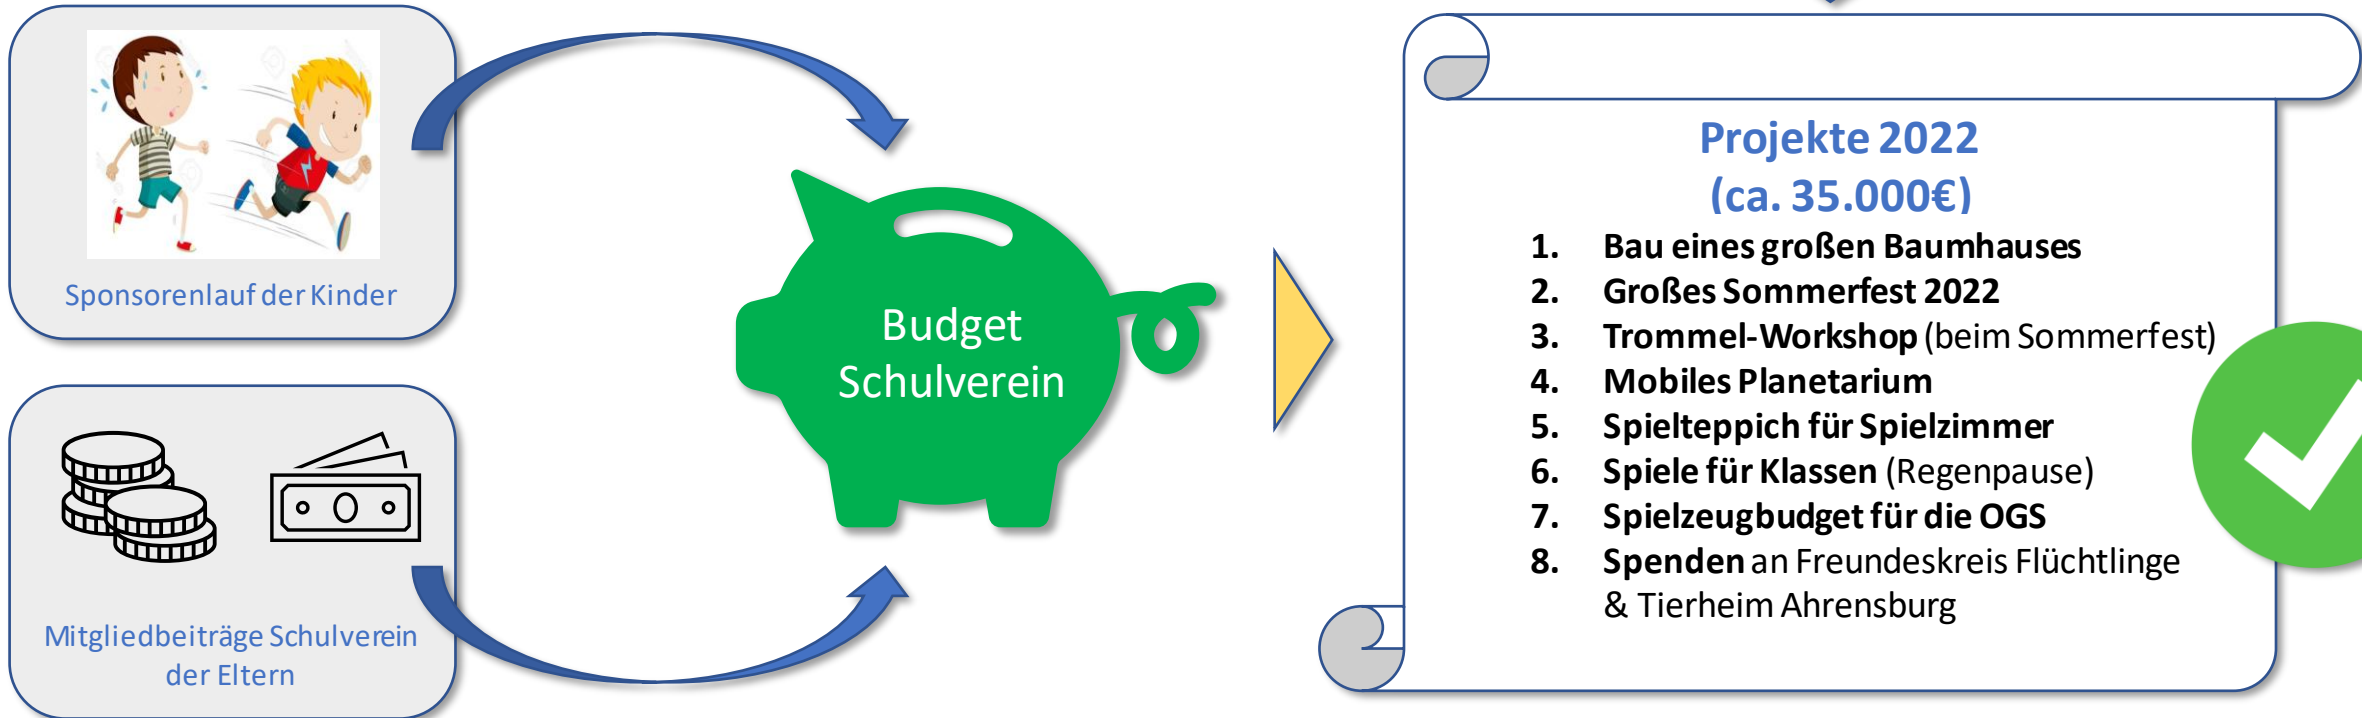 Sponsorenlauf der Kinder
Mitgliedbeiträge Schulverein
der Eltern
Budget
Schulverein
Projekte 2022
(ca. 35.000€)
1. Bau eines großen Baumhauses
2. Großes Sommerfest 2022
3. Trommel-Workshop (beim Sommerfest)
4. Mobiles Planetarium
5. Spielteppich für Spielzimmer
6. Spiele für Klassen (Regenpause)
7. Spielzeugbudget für die OGS
8. Spenden an Freundeskreis Flüchtlinge
& Tierheim Ahrensburg